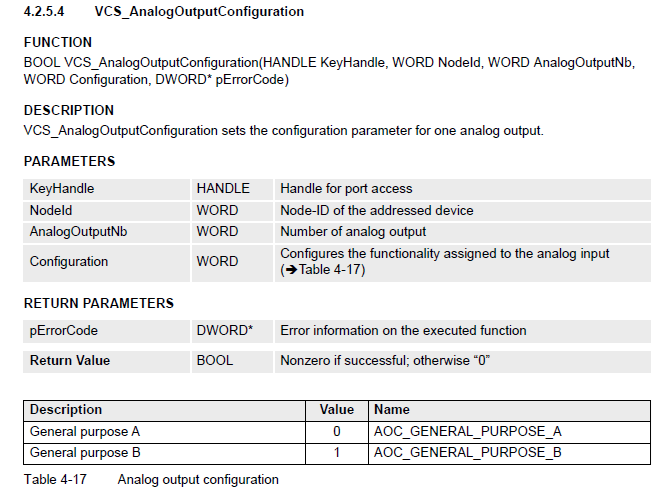 4.2.5.4 VCS_AnalogOutputConfiguration
FUNCTION
BOOL VCS_AnalogOutputConfiguration(HANDLE KeyHandle, WORD NodeId, WORD AnalogOutputNb,
WORD Configuration, DWORD* pErrorCode)
DESCRIPTION
VCS_AnalogOutputConfiguration sets the configuration parameter for one analog output.
PARAMETERS
KeyHandle HANDLE Handle for port access
NodeId WORD Node-ID of the addressed device
AnalogOutputNb WORD Number of analog output
Configuration WORD Configures the functionality assigned to the analog input
(➔Table 4-17)
RETURN PARAMETERS
pErrorCode DWORD* Error information on the executed function
Return Value BOOL Nonzero if successful; otherwise “0”
Description Value Name
General purpose A 0 AOC_GENERAL_PURPOSE_A
General purpose B 1 AOC_GENERAL_PURPOSE_B
Table 4-17 Analog output configuration